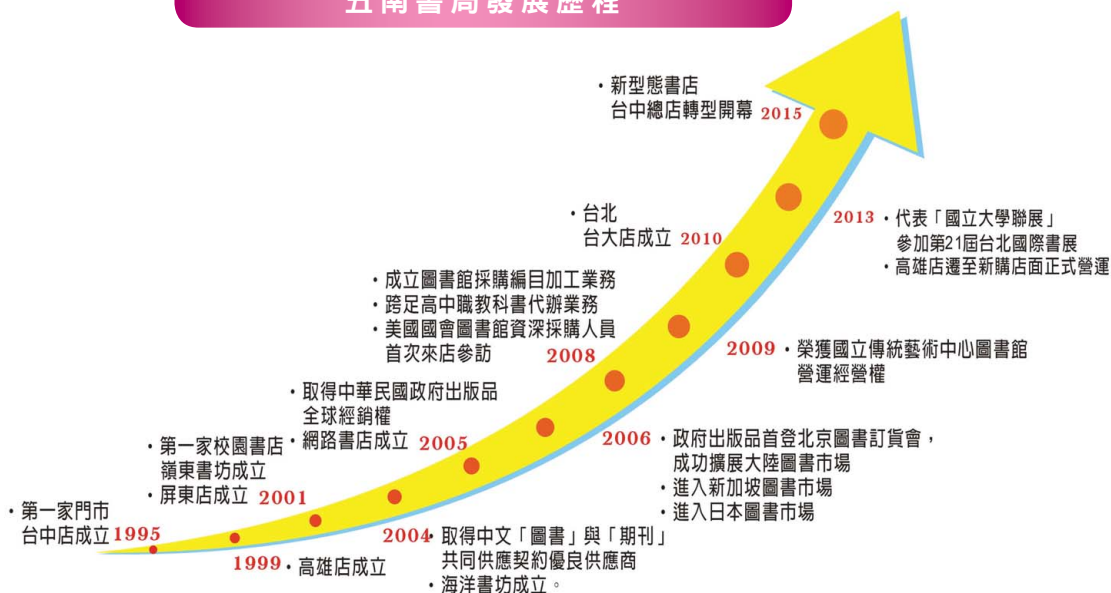 五南書局發展歷程
・新型態書店
台中總店轉型開幕 2015
2013 ・代表「國立大學聯展」
參加第21屆台北國際書展
・高雄店遷至新購店面正式營運
・台北
台大店成立 2010
・成立圖書館採購編目加工業務
・跨足高中職教科書代辦業務
・美國國會圖書館資深採購人員
首次來店參訪 2008
2009 ・榮獲國立傳統藝術中心圖書館
營運經營權
・取得中華民國政府出版品
全球經銷權
・網路書店成立 2005
2006 ・政府出版品首登北京圖書訂貨會，
成功擴展大陸圖書市場
・進入新加坡圖書市場
・進入日本圖書市場
・第一家校園書店
嶺東書坊成立
・屏東店成立 2001
2004・取得中文「圖書」與「期刊」
共同供應契約優良供應商
・海洋書坊成立。
・第一家門市
台中店成立 1995
1999・高雄店成立